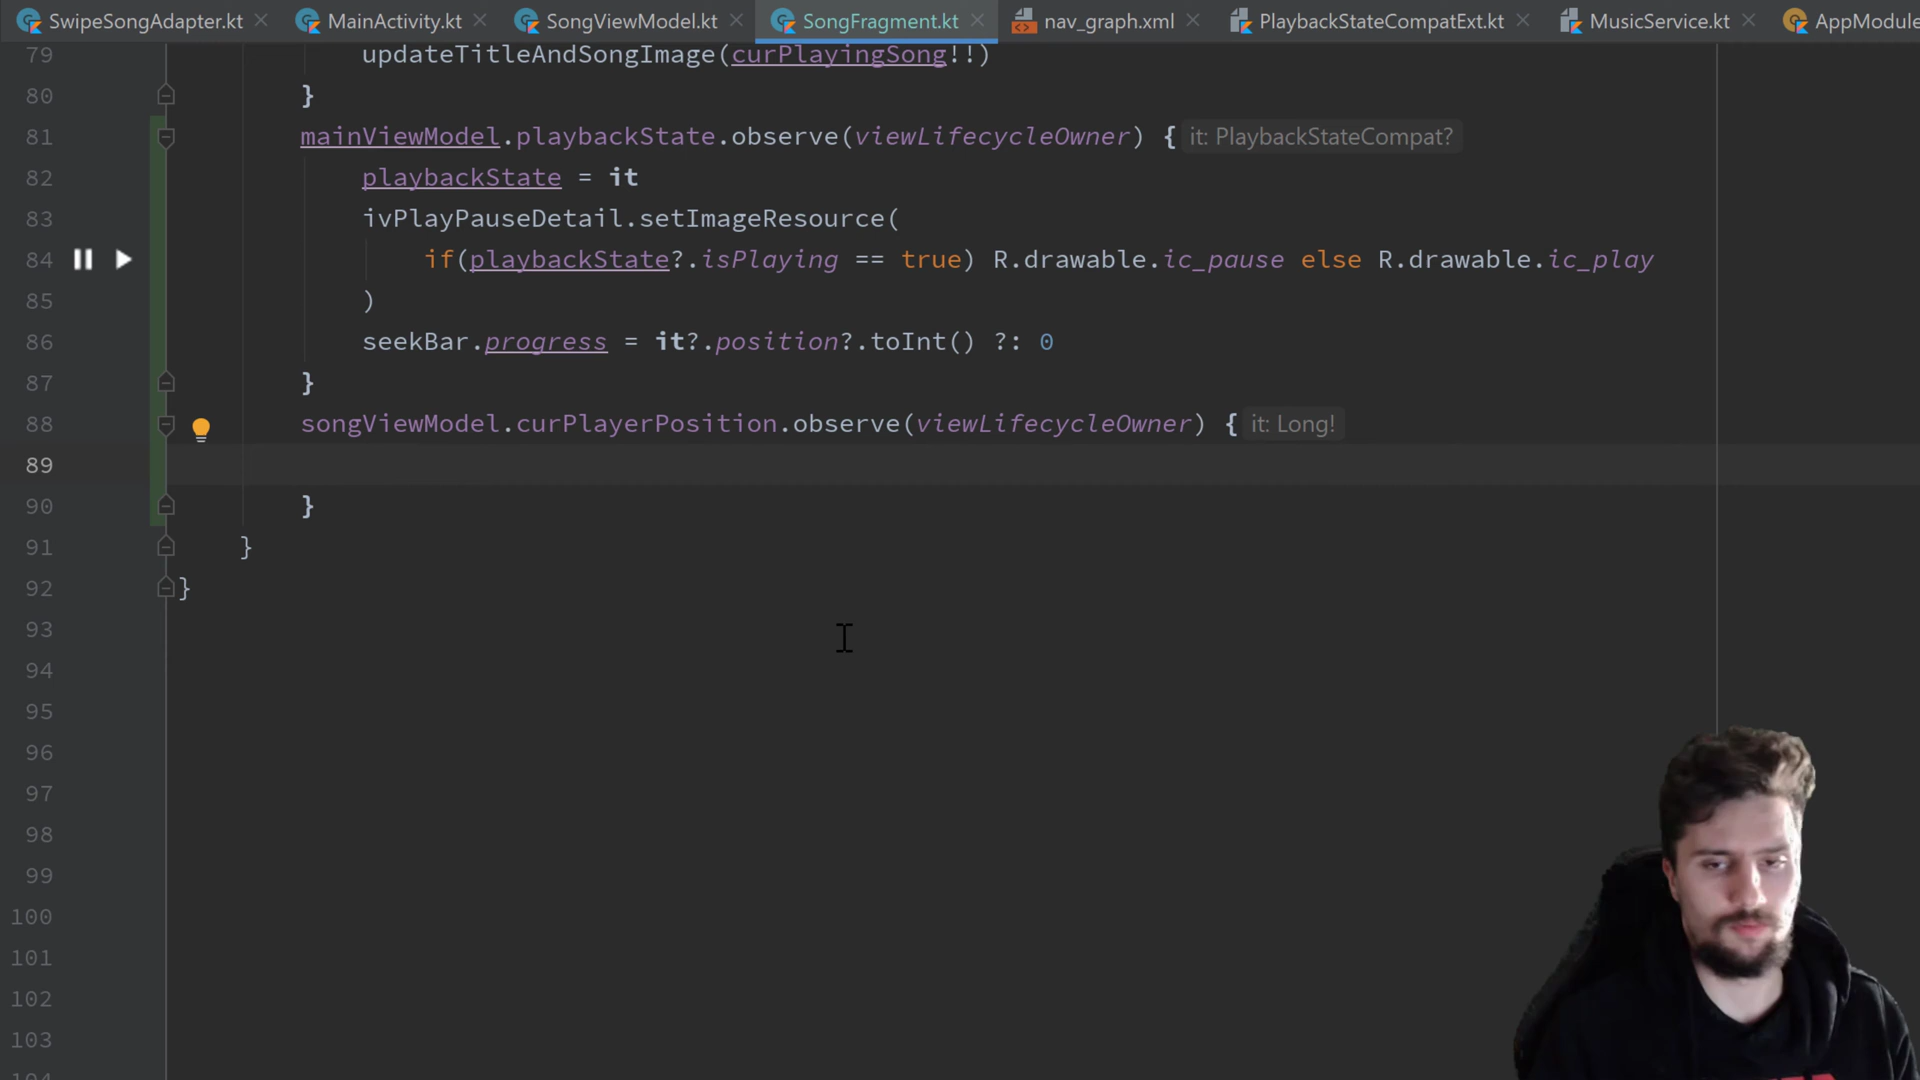 SwipeSongAdapter.kt MainActivity.kt SongViewModel.kt SongFragment.kt nav_graph.xml PlaybackStateCompatExt.kt MusicService.kt AppModule
79 updateTitleAndSongImage(curPlayingSong!!)
80 }
81 mainViewModel.playbackState.observe(viewLifecycleOwner) { it: PlaybackStateCompat?
82 playbackState = it
83 ivPlayPauseDetail.setImageResource(
84 if(playbackState?.isPlaying == true) R.drawable.ic_pause else R.drawable.ic_play
85 )
86 seekBar.progress = it?.position?.toInt() ?: 0
87 }
88 songViewModel.curPlayerPosition.observe(viewLifecycleOwner) { it: Long!
89
90 }
91 }
92 }
93
94
95
96
97
98
99
100
101
102
103
104